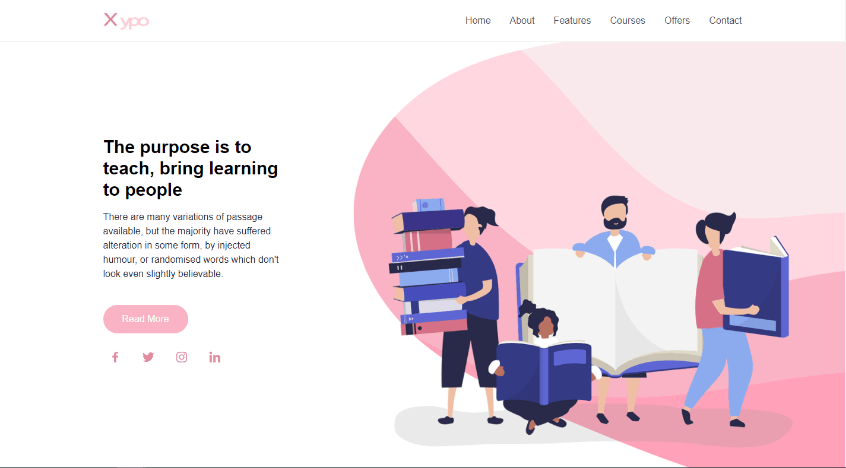 X ypo
Home About Features Courses Offers Contact
The purpose is to
teach, bring learning
to people
There are many variations of passage
available, but the majority have suffered
alteration in some form, by injected
humour, or randomised words which don't
look even slightly believable.
Read More